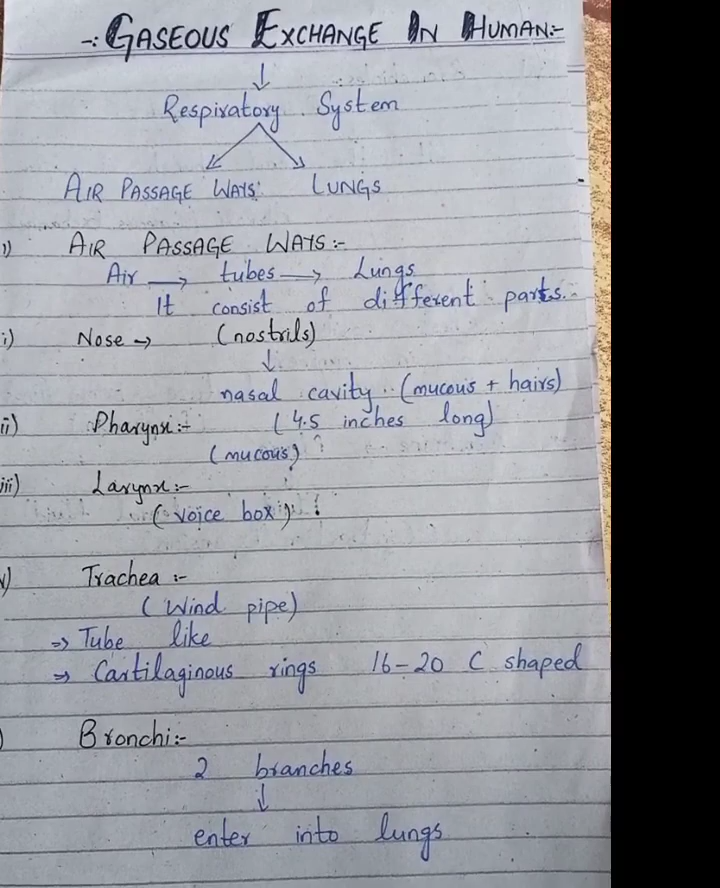 -: GASEOUS EXCHANGE IN HUMAN:-
↓
Respiratory System
AIR PASSAGE WAYS LUNGS
1) AIR PASSAGE WAYS :-
Air → tubes → Lungs
It consist of different parts.
i) Nose → (nostrils)
↓
nasal cavity (mucous + hairs)
ii) Pharynx :- (4.5 inches long)
(mucous)
iii) Larynx :-
(voice box)
v) Trachea :-
(Wind pipe)
⇒ Tube like
⇒ Cartilaginous rings 16-20 C shaped
) Bronchi :-
2 branches
↓
enter into lungs